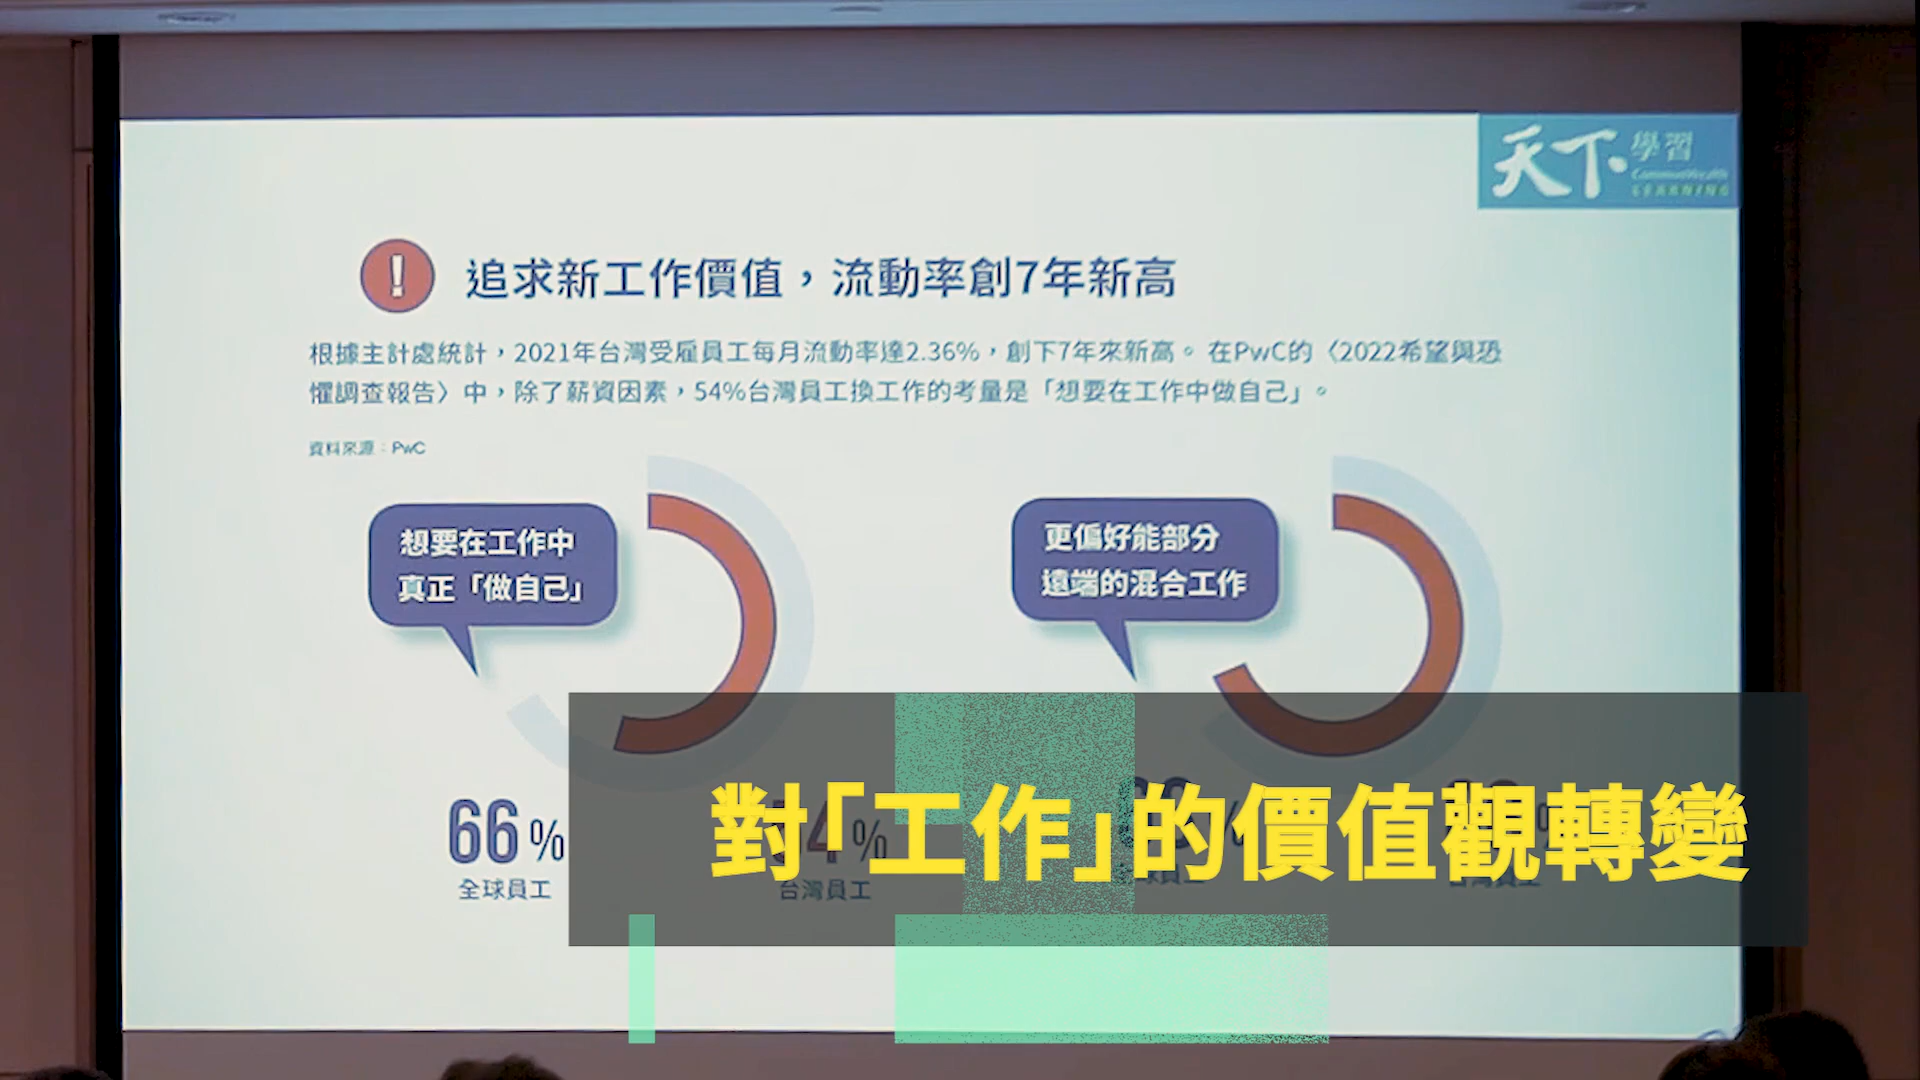 天下學習
CommonWealth
LEARNING
追求新工作價值，流動率創7年新高
根據主計處統計，2021年台灣受雇員工每月流動率達2.36%，創下7年來新高。在PwC的〈2022希望與恐
懼調查報告〉中，除了薪資因素，54%台灣員工換工作的考量是「想要在工作中做自己」。
資料來源：PwC
想要在工作中
真正「做自己」
更偏好能部分
遠端的混合工作
66%
全球員工
台灣員工
對「工作」的價值觀轉變